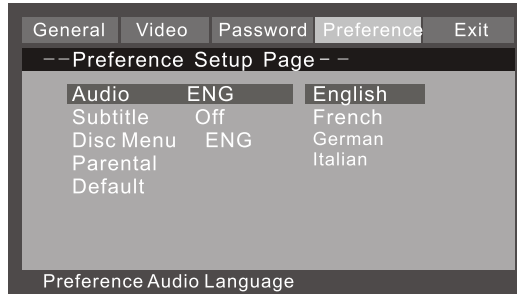 General Video Password Preference Exit
--Preference Setup Page--
Audio ENG English
Subtitle Off French
Disc Menu ENG German
Parental Italian
Default
Preference Audio Language